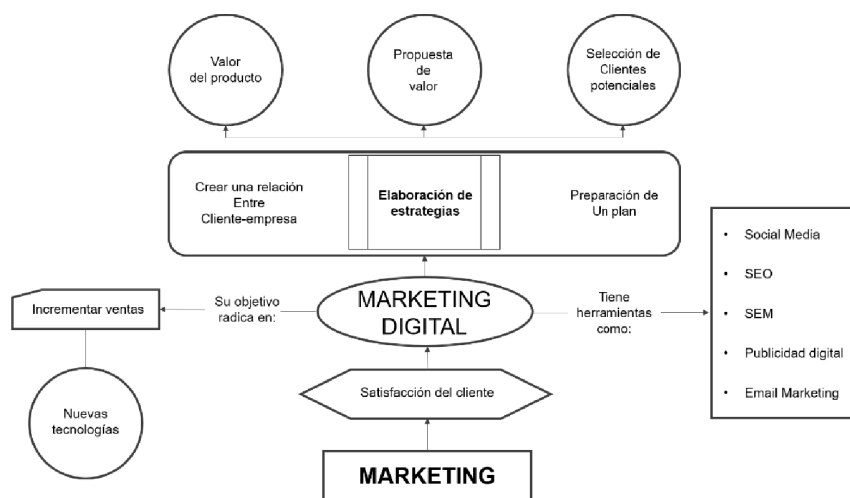 Valor
del producto
Propuesta
de
valor
Selección de
Clientes
potenciales
Crear una relación
Entre
Cliente-empresa
Elaboración de
estrategias
Preparación de
Un plan
Incrementar ventas
Su objetivo
radica en:
MARKETING
DIGITAL
Tiene
herramientas
como:
• Social Media
• SEO
• SEM
• Publicidad digital
• Email Marketing
Nuevas
tecnologías
Satisfacción del cliente
MARKETING